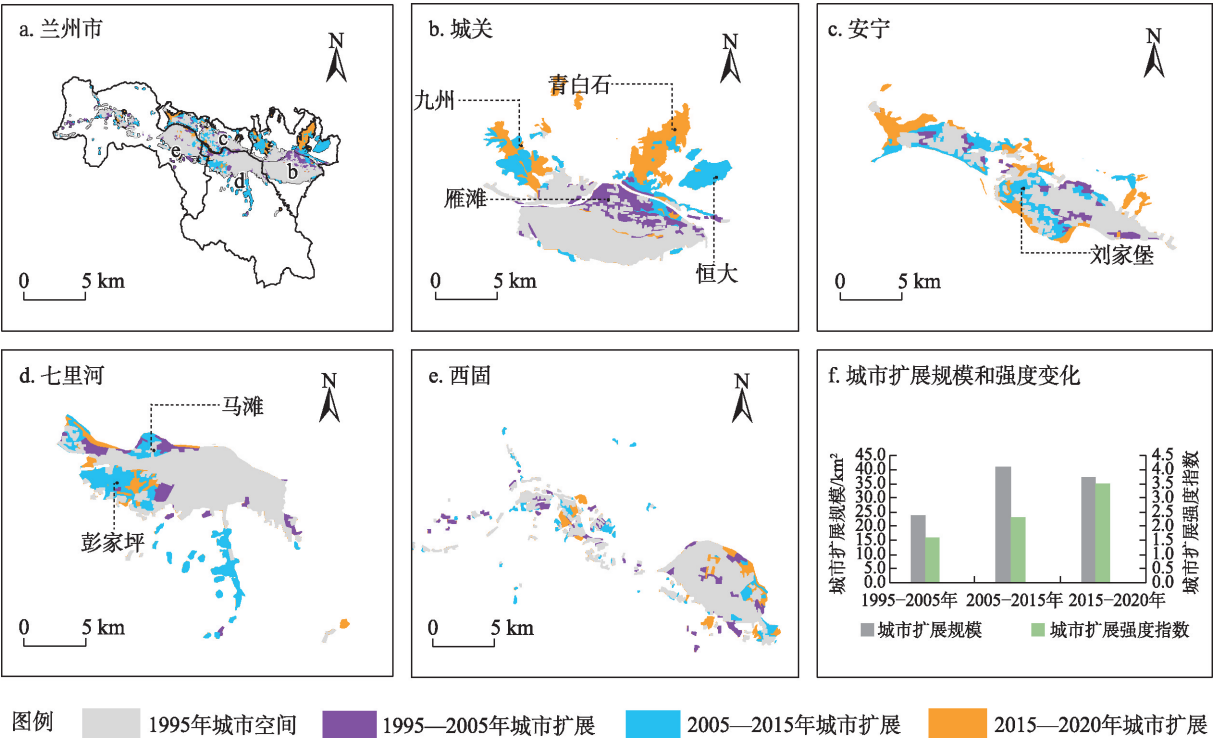 a. 兰州市
N
c
e
d
b
0 5 km
b. 城关
N
青白石
九州
雁滩
恒大
0 5 km
c. 安宁
N
刘家堡
0 5 km
d. 七里河
N
马滩
彭家坪
0 5 km
e. 西固
N
0 5 km
f. 城市扩展规模和强度变化
城市扩展规模/km²
45.0
40.0
35.0
30.0
25.0
20.0
15.0
10.0
5.0
0.0
4.5
4.0
3.5
3.0
2.5
2.0
1.5
1.0
0.5
0.0
城市扩展强度指数
1995–2005年 2005–2015年 2015–2020年
城市扩展规模 城市扩展强度指数
图例 1995年城市空间 1995—2005年城市扩展 2005—2015年城市扩展 2015—2020年城市扩展